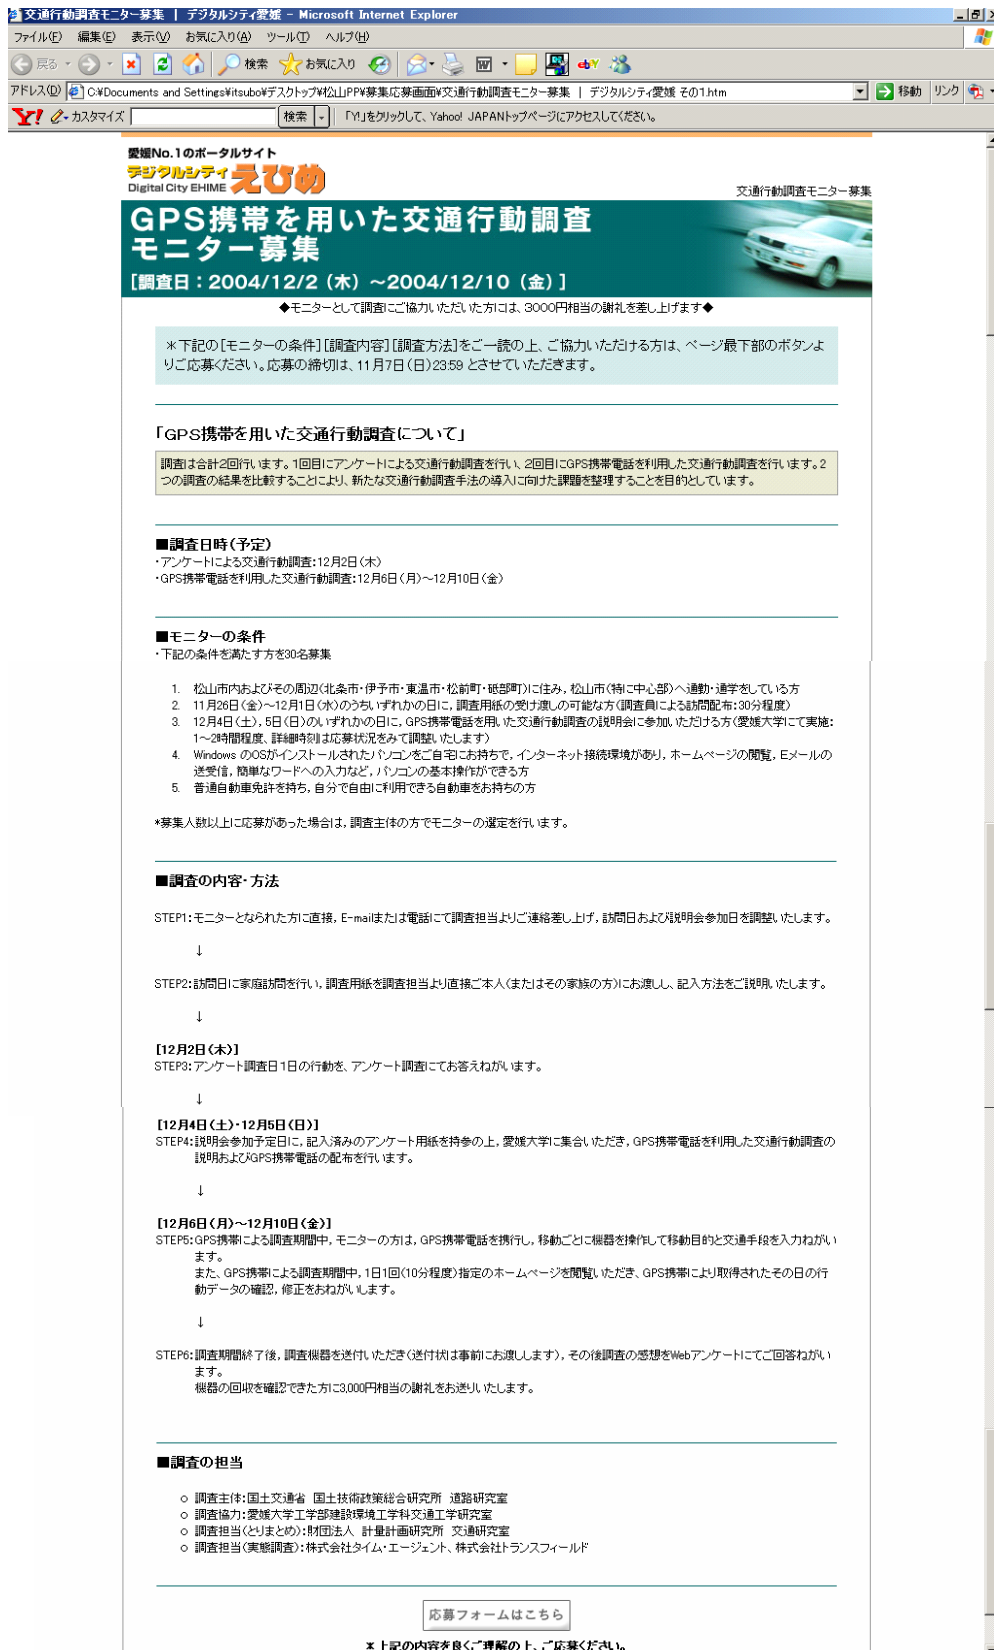 交通行動調査モニター募集 | デジタルシティ愛媛 - Microsoft Internet Explorer
ファイル(F) 編集(E) 表示(V) お気に入り(A) ツール(T) ヘルプ(H)
戻る 検索 お気に入り
アドレス(D) C:¥Documents and Settings¥itsubo¥デスクトップ¥松山PP¥募集応募画面¥交通行動調査モニター募集 | デジタルシティ愛媛 その1.htm 移動 リンク
Y! カスタマイズ 検索 「Y!」をクリックして、Yahoo! JAPANトップページにアクセスしてください。
愛媛No.1のポータルサイト
デジタルシティ えひめ
Digital City EHIME
交通行動調査モニター募集
GPS携帯を用いた交通行動調査
モニター募集
[調査日:2004/12/2(木)~2004/12/10(金)]
◆モニターとして調査にご協力いただいた方には、3000円相当の謝礼を差し上げます◆
*下記の[モニターの条件][調査内容][調査方法]をご一読の上、ご協力いただける方は、ページ最下部のボタンよ
りご応募ください。応募の締切は、11月7日(日)23:59 とさせていただきます。
「GPS携帯を用いた交通行動調査について」
調査は合計2回行います。1回目にアンケートによる交通行動調査を行い、2回目にGPS携帯電話を利用した交通行動調査を行います。2
つの調査の結果を比較することにより、新たな交通行動調査手法の導入に向けた課題を整理することを目的としています。
■調査日時(予定)
・アンケートによる交通行動調査:12月2日(木)
・GPS携帯電話を利用した交通行動調査:12月6日(月)~12月10日(金)
■モニターの条件
・下記の条件を満たす方を30名募集
1. 松山市内およびその周辺(北条市・伊予市・東温市・松前町・砥部町)に住み,松山市(特に中心部)へ通勤・通学をしている方
2. 11月26日(金)~12月1日(水)のうちいずれかの日に,調査用紙の受け渡しの可能な方(調査員による訪問配布:30分程度)
3. 12月4日(土),5日(日)のいずれかの日に,GPS携帯電話を用いた交通行動調査の説明会に参加いただける方(愛媛大学にて実施:
1~2時間程度、詳細時刻は応募状況をみて調整いたします)
4. Windows のOSがインストールされたパソコンをご自宅にお持ちで,インターネット接続環境があり,ホームページの閲覧,Eメールの
送受信,簡単なワードへの入力など,パソコンの基本操作ができる方
5. 普通自動車免許を持ち,自分で自由に利用できる自動車をお持ちの方
*募集人数以上に応募があった場合は,調査主体の方でモニターの選定を行います。
■調査の内容・方法
STEP1:モニターとなられた方に直接,E-mailまたは電話にて調査担当よりご連絡差し上げ,訪問日および説明会参加日を調整いたします。
↓
STEP2:訪問日に家庭訪問を行い,調査用紙を調査担当より直接ご本人(またはその家族の方)にお渡しし、記入方法をご説明いたします。
↓
[12月2日(木)]
STEP3:アンケート調査日1日の行動を、アンケート調査にてお答えねがいます。
↓
[12月4日(土)・12月5日(日)]
STEP4:説明会参加予定日に,記入済みのアンケート用紙を持参の上,愛媛大学に集合いただき,GPS携帯電話を利用した交通行動調査の
説明およびGPS携帯電話の配布を行います。
↓
[12月6日(月)~12月10日(金)]
STEP5:GPS携帯による調査期間中,モニターの方は,GPS携帯電話を携行し,移動ごとに機器を操作して移動目的と交通手段を入力ねがい
ます。
また、GPS携帯による調査期間中,1日1回(10分程度)指定のホームページを閲覧いただき、GPS携帯により取得されたその日の行
動データの確認,修正をおねがいします。
↓
STEP6:調査期間終了後,調査機器を送付いただき(送付状は事前にお渡しします),その後調査の感想をWebアンケートにてご回答ねがい
ます。
機器の回収を確認できた方に3,000円相当の謝礼をお送りいたします。
■調査の担当
○ 調査主体:国土交通省 国土技術政策総合研究所 道路研究室
○ 調査協力:愛媛大学工学部建設環境工学科交通工学研究室
○ 調査担当(とりまとめ):財団法人 計量計画研究所 交通研究室
○ 調査担当(実態調査):株式会社タイム・エージェント、株式会社トランスフィールド
応募フォームはこちら
* 上記の内容を良くご理解の上、ご応募ください。